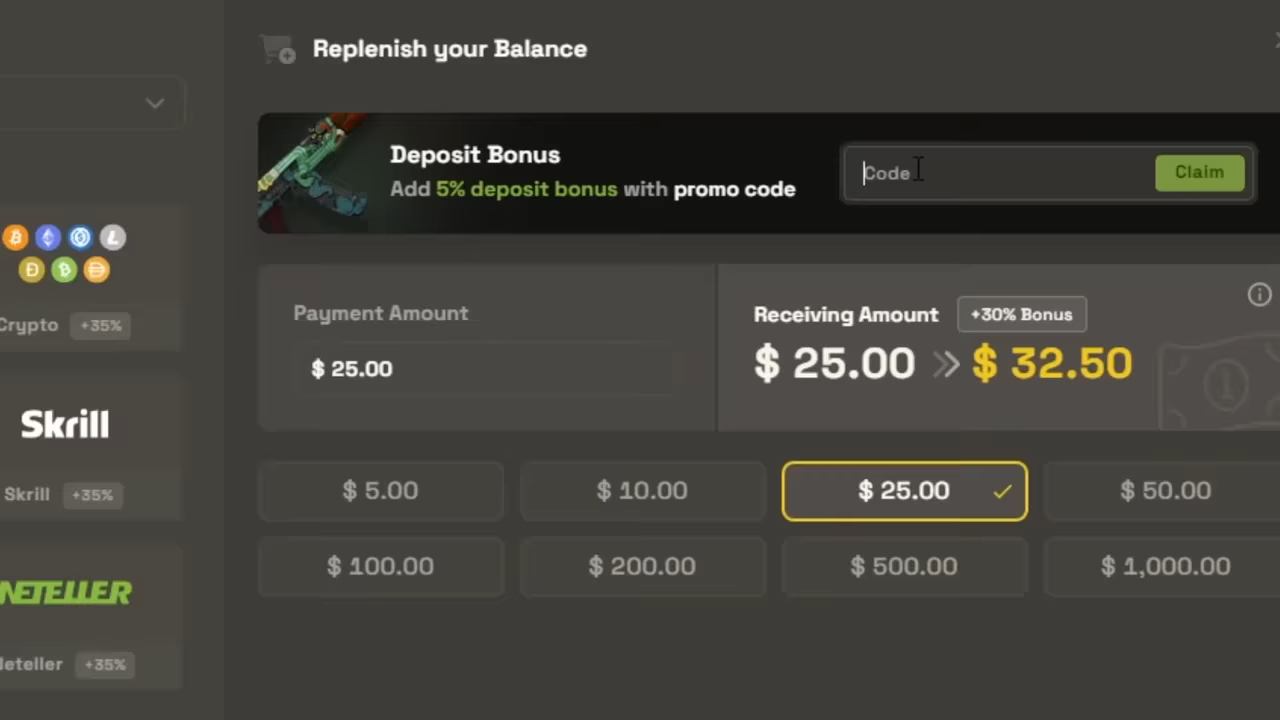 Replenish your Balance
Deposit Bonus
Add 5% deposit bonus with promo code
Code
Claim
Crypto +35%
Skrill
Skrill +35%
NETELLER
Neteller +35%
Payment Amount
$ 25.00
Receiving Amount +30% Bonus
$ 25.00 >> $ 32.50
$ 5.00
$ 10.00
$ 25.00
$ 50.00
$ 100.00
$ 200.00
$ 500.00
$ 1,000.00